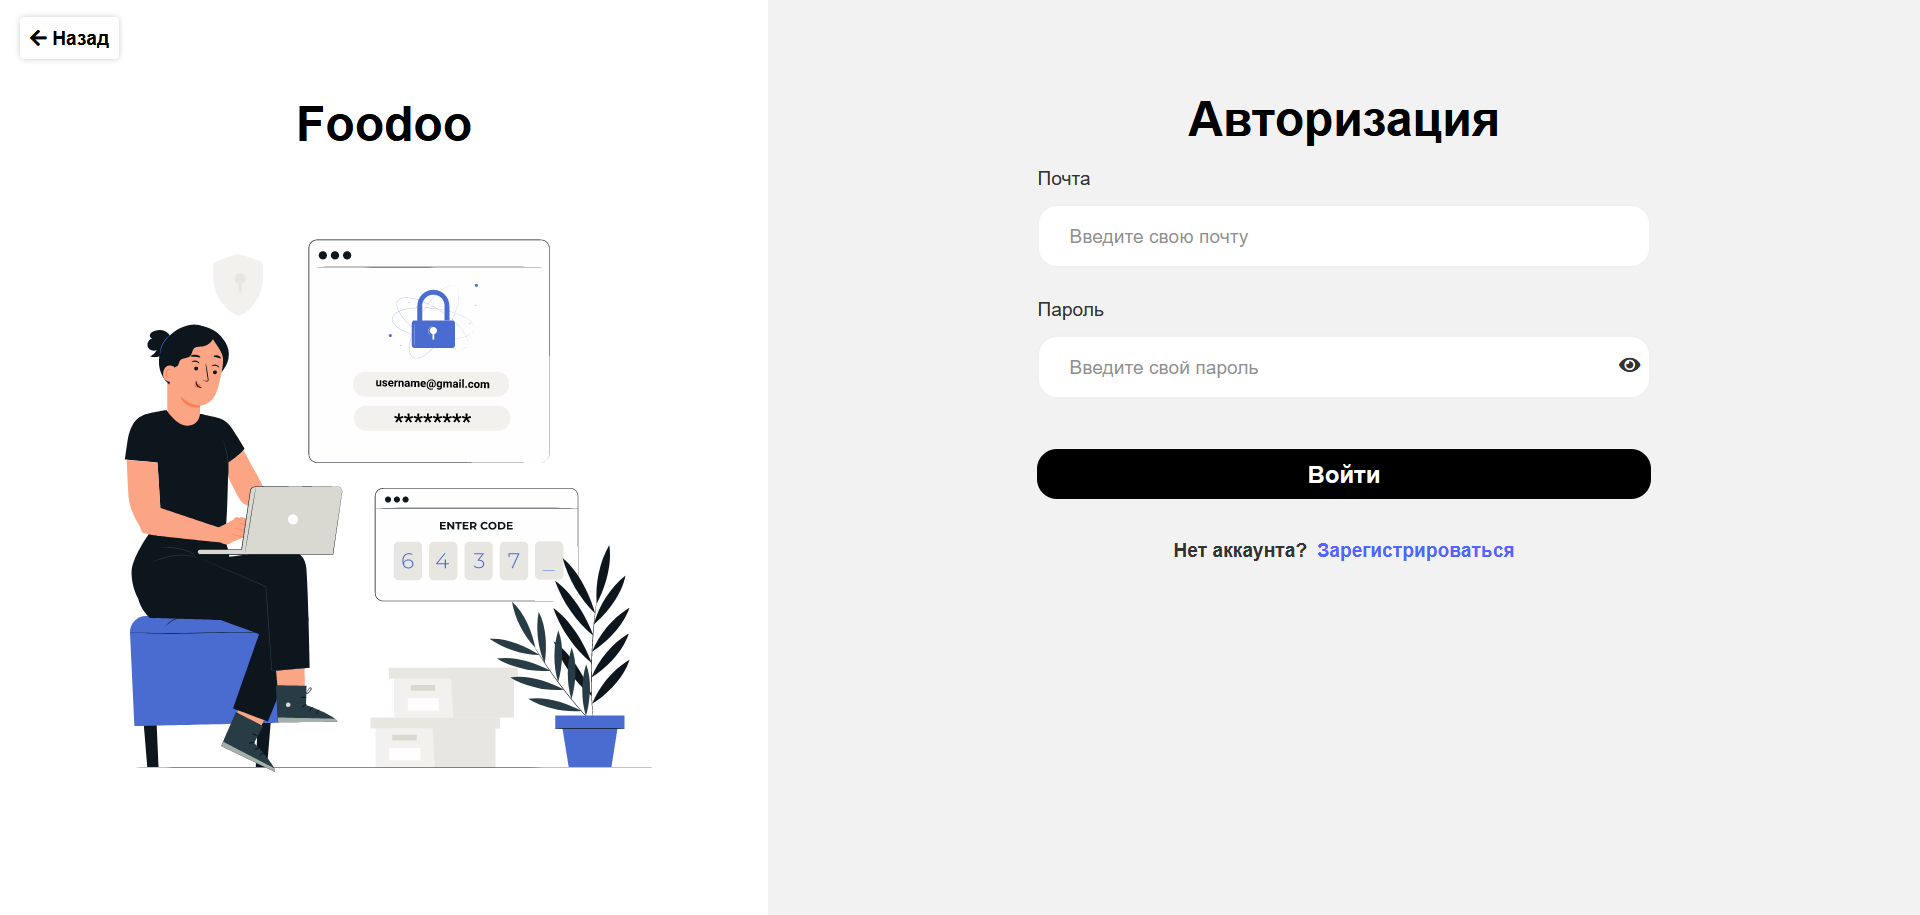 Назад
Foodoo
username@gmail.com
********
ENTER CODE
6 4 3 7 _
Авторизация
Почта
Введите свою почту
Пароль
Введите свой пароль
Войти
Нет аккаунта? Зарегистрироваться